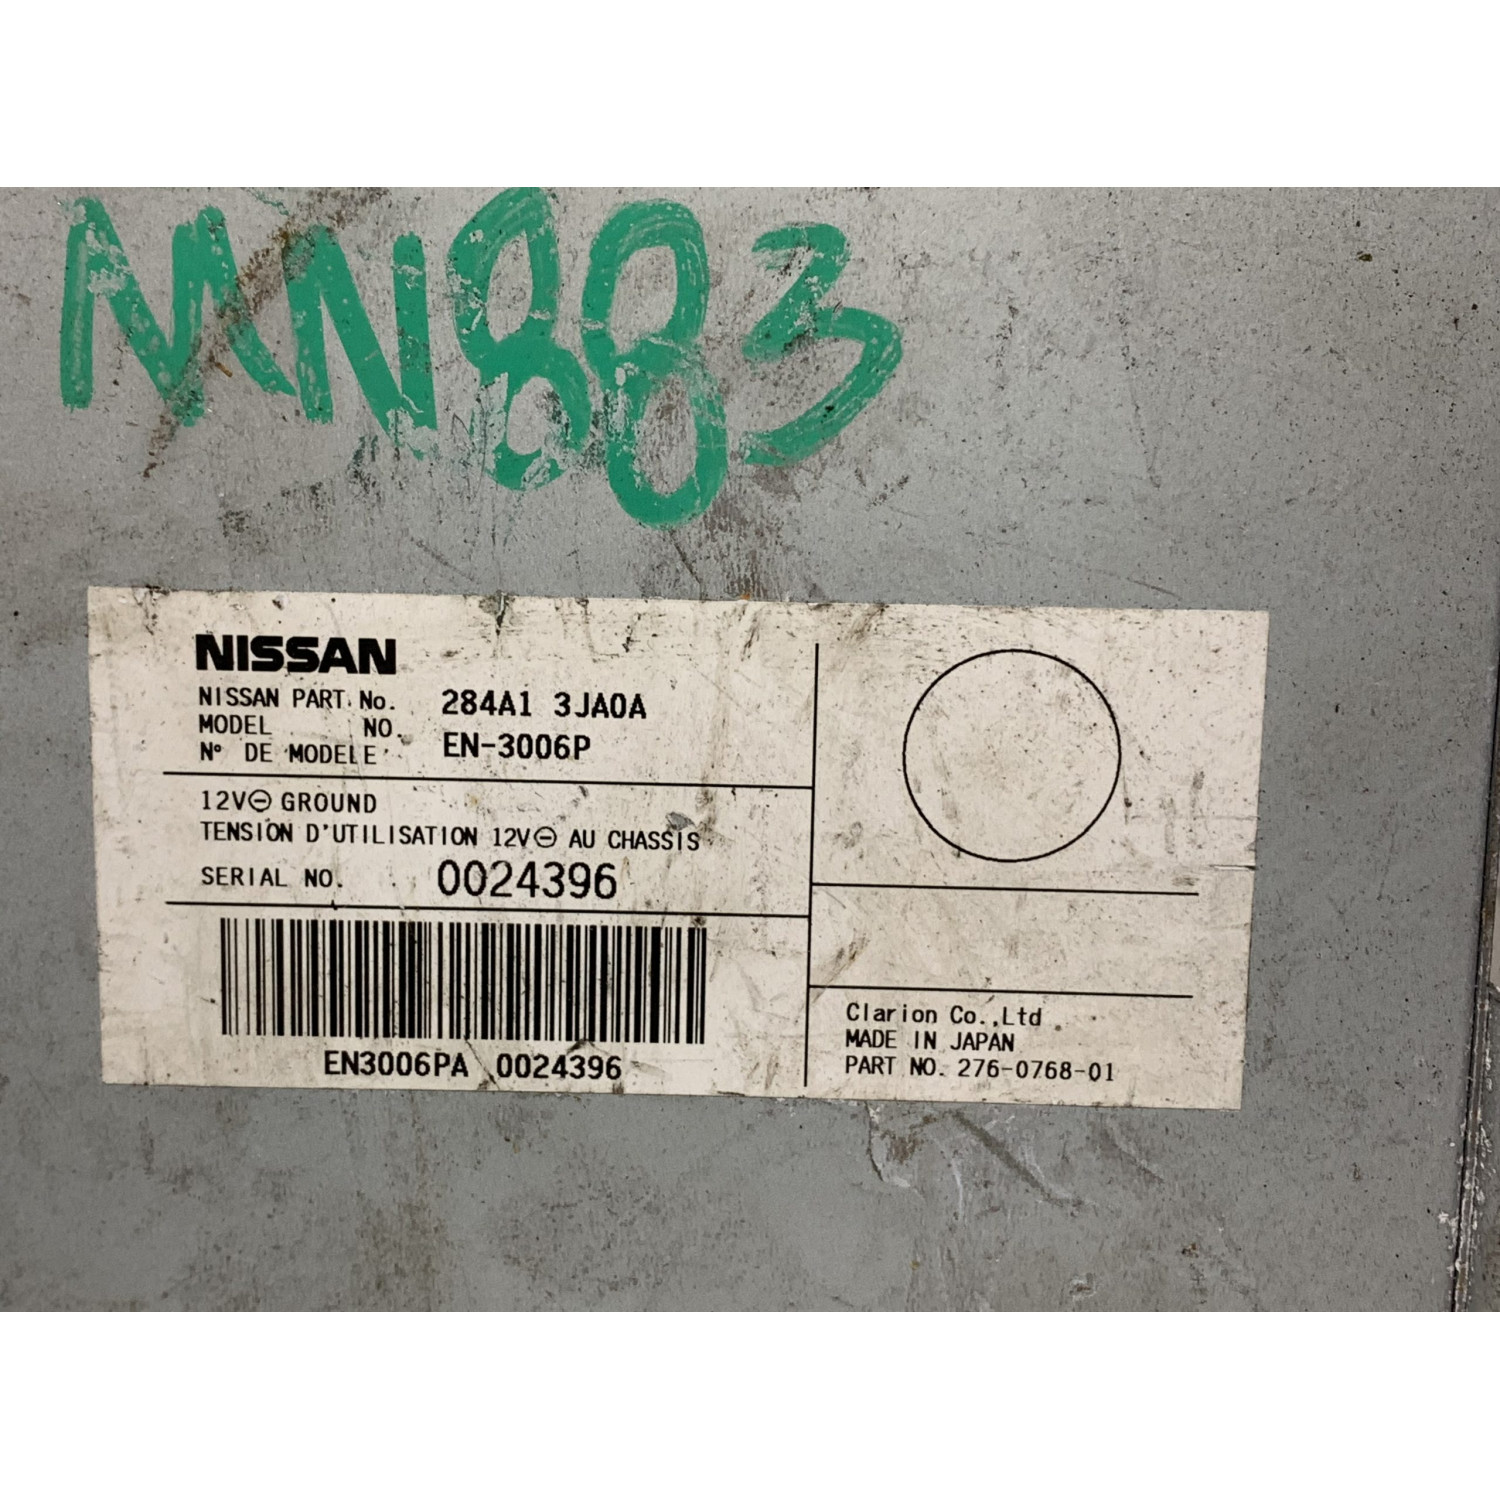 MN883
NISSAN
NISSAN PART No. 284A1 3JA0A
MODEL NO.
N° DE MODELE EN-3006P
12V⊖ GROUND
TENSION D'UTILISATION 12V⊖ AU CHASSIS
SERIAL NO. 0024396
EN3006PA 0024396
Clarion Co.,Ltd.
MADE IN JAPAN
PART NO. 276-0768-01